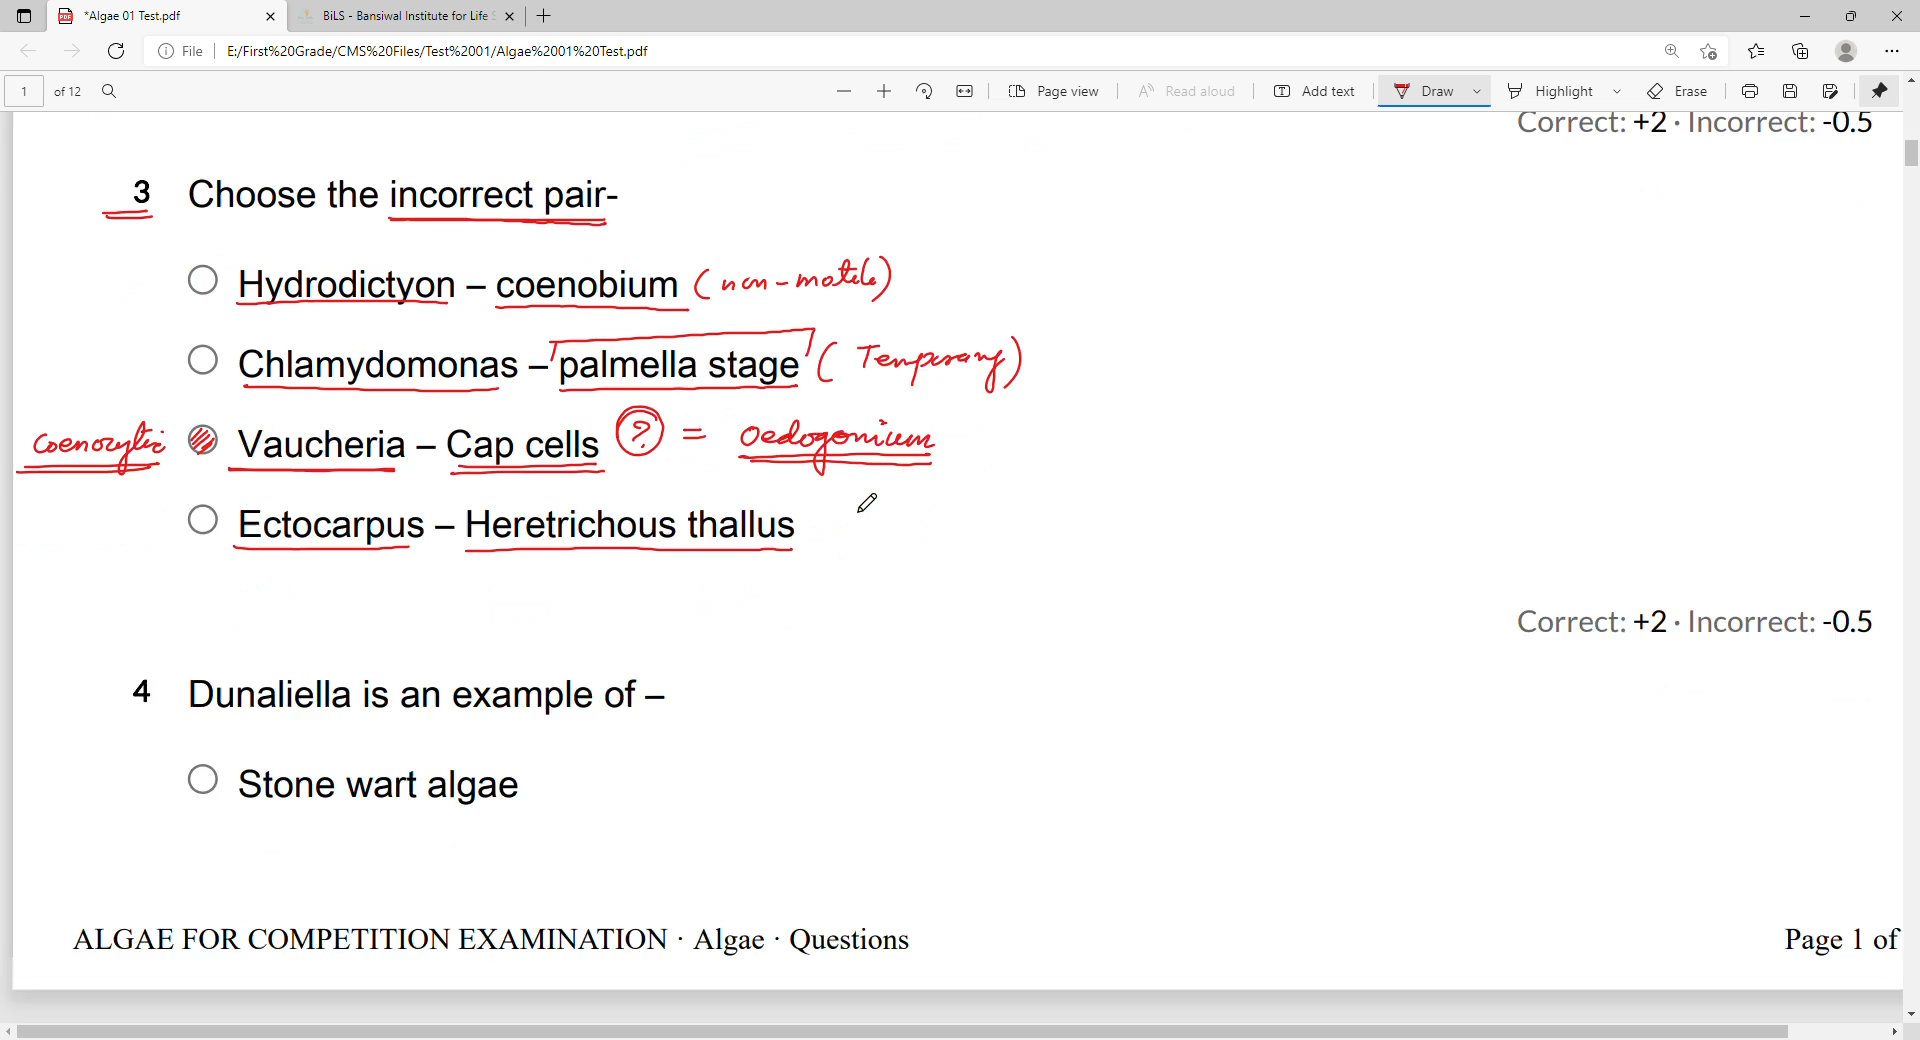 *Algae 01 Test.pdf
BiLS - Bansiwal Institute for Life S
File E:/First%20Grade/CMS%20Files/Test%2001/Algae%2001%20Test.pdf
1 of 12 Page view Read aloud Add text Draw Highlight Erase
Correct: +2 · Incorrect: -0.5
3 Choose the incorrect pair-
Hydrodictyon – coenobium (non-motile)
Chlamydomonas – palmella stage (Temporary)
Coenocytic Vaucheria – Cap cells ? = Oedogonium
Ectocarpus – Heretrichous thallus
Correct: +2 · Incorrect: -0.5
4 Dunaliella is an example of –
Stone wart algae
ALGAE FOR COMPETITION EXAMINATION · Algae · Questions Page 1 of